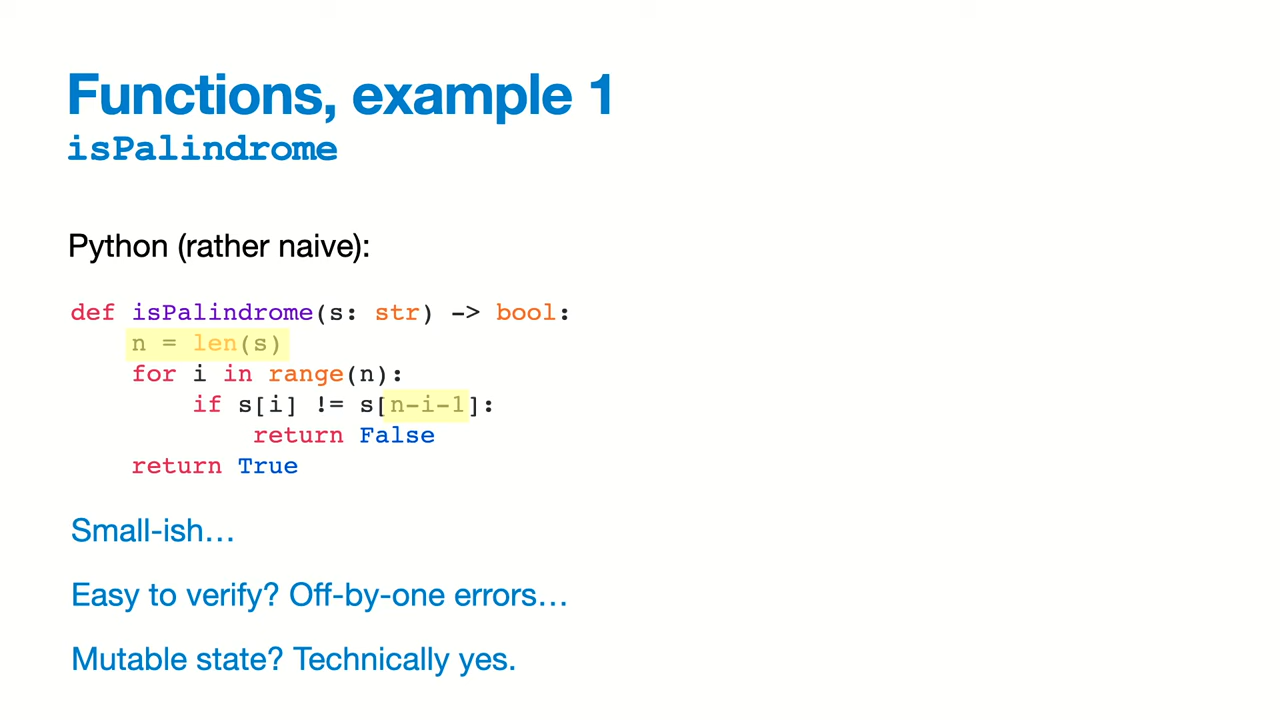 Functions, example 1
isPalindrome
Python (rather naive):
def isPalindrome(s: str) -> bool:
    n = len(s)
    for i in range(n):
        if s[i] != s[n-i-1]:
            return False
    return True
Small-ish…
Easy to verify? Off-by-one errors…
Mutable state? Technically yes.